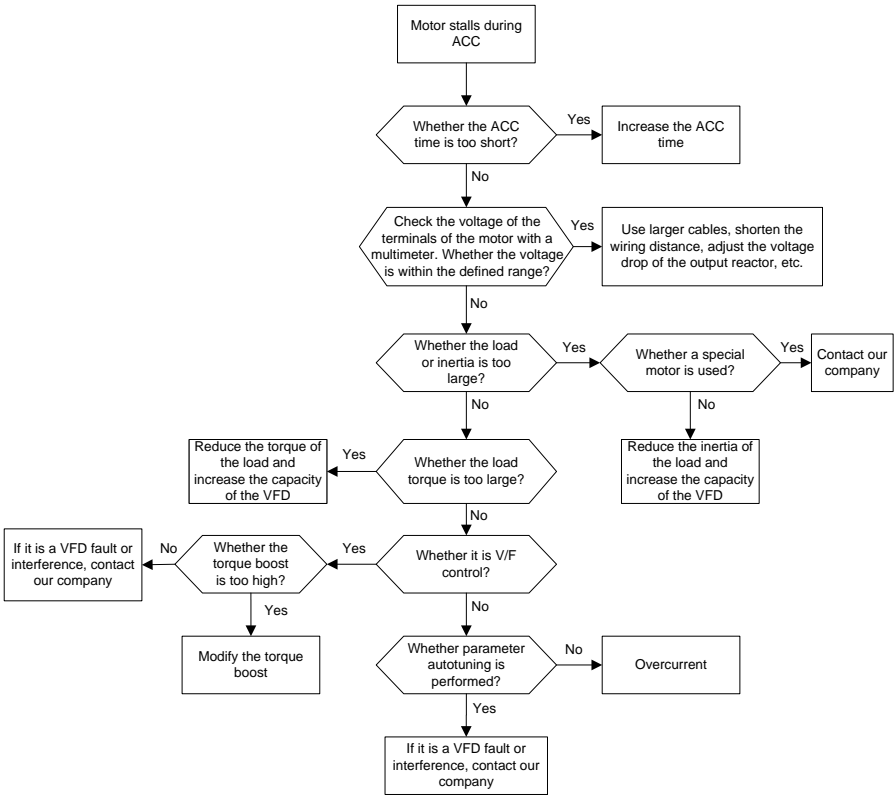 Motor stalls during
ACC
Whether the ACC
time is too short?
Yes
Increase the ACC
time
No
Check the voltage of the
terminals of the motor with a
multimeter. Whether the voltage
is within the defined range?
Yes
Use larger cables, shorten the
wiring distance, adjust the voltage
drop of the output reactor, etc.
No
Whether the load
or inertia is too
large?
Yes
Whether a special
motor is used?
Yes
Contact our
company
No
No
Reduce the torque of
the load and
increase the capacity
of the VFD
Yes
Whether the load
torque is too large?
Reduce the inertia of
the load and
increase the capacity
of the VFD
No
If it is a VFD fault or
interference, contact
our company
No
Whether the
torque boost
is too high?
Yes
Whether it is V/F
control?
Yes
No
Modify the torque
boost
Whether parameter
autotuning is
performed?
No
Overcurrent
Yes
If it is a VFD fault or
interference, contact our
company